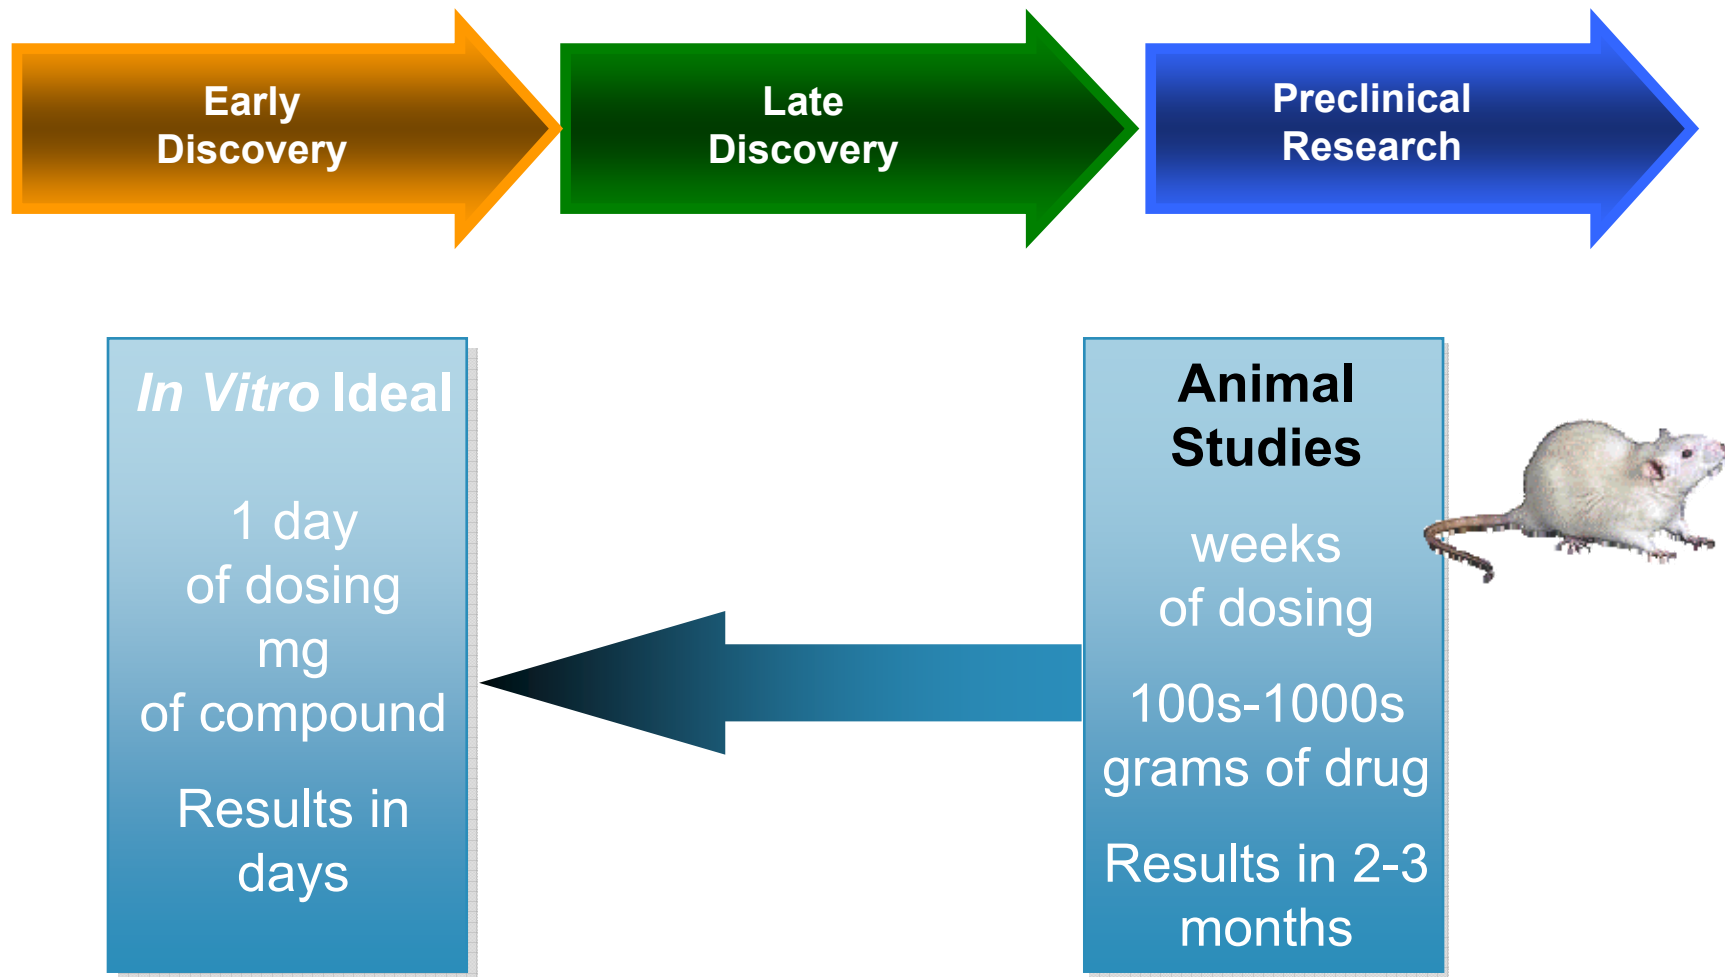 Early
Discovery
Late
Discovery
Preclinical
Research
In Vitro Ideal
1 day
of dosing
mg
of compound
Results in
days
Animal
Studies
weeks
of dosing
100s-1000s
grams of drug
Results in 2-3
months